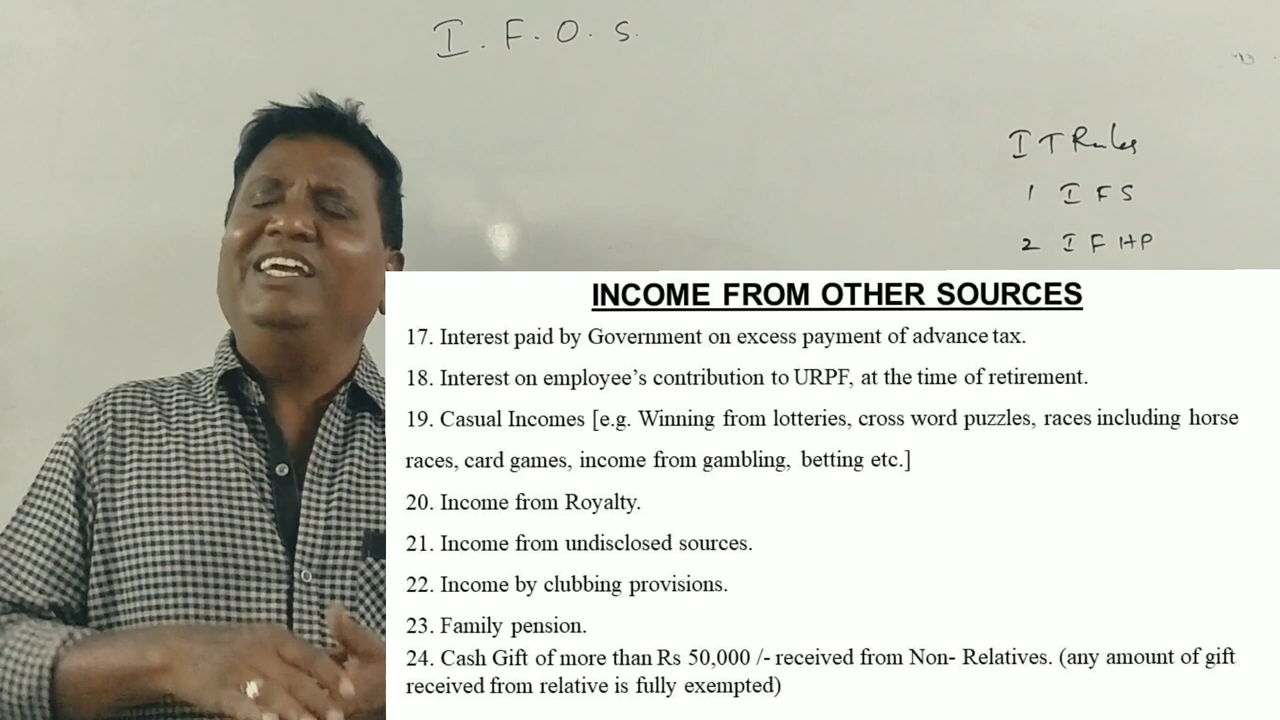 I. F. O. S.
I T Rules
1 I F S
2 I F HP
INCOME FROM OTHER SOURCES
17. Interest paid by Government on excess payment of advance tax.
18. Interest on employee’s contribution to URPF, at the time of retirement.
19. Casual Incomes [e.g. Winning from lotteries, cross word puzzles, races including horse
races, card games, income from gambling, betting etc.]
20. Income from Royalty.
21. Income from undisclosed sources.
22. Income by clubbing provisions.
23. Family pension.
24. Cash Gift of more than Rs 50,000 /- received from Non- Relatives. (any amount of gift
received from relative is fully exempted)